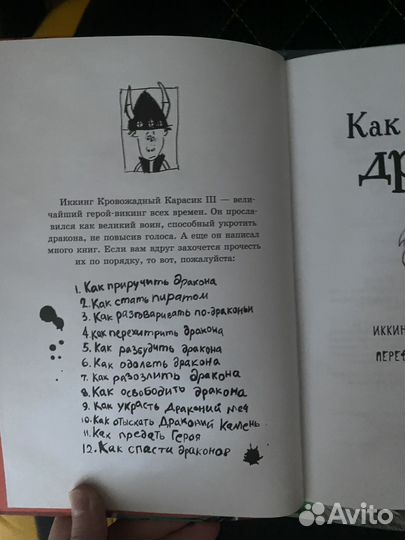 Иккинг Кровожадный Карасик III — вели-
чайший герой-викинг всех времен. Он просла-
вился как великий воин, способный укротить
дракона, не повысив голоса. А еще он написал
много книг. Если вам вдруг захочется прочесть
их по порядку, то вот, пожалуйста:
1. Как приручить дракона
2. Как стать пиратом
3. Как разговаривать по-драконьи
4. Как перехитрить дракона
5. Как разбудить дракона
6. Как одолеть дракона
7. Как разозлить дракона
8. Как освободить дракона
9. Как украсть Драконий меч
10. Как отыскать Драконий Камень
11. Как предать Героя
12. Как спасти драконов
Как
др
ИККИН
ПЕРЕВ
Avito